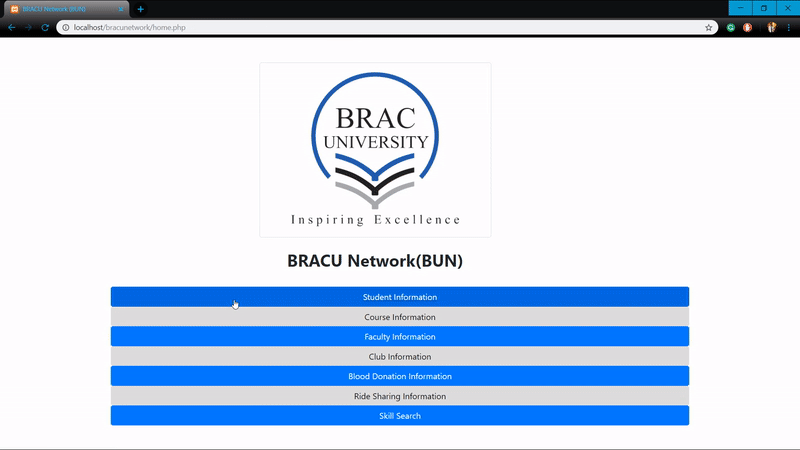 BRACU Network (BUN)
localhost/bracunetwork/home.php
BRAC
UNIVERSITY
Inspiring Excellence
BRACU Network(BUN)
Student Information
Course Information
Faculty Information
Club Information
Blood Donation Information
Ride Sharing Information
Skill Search